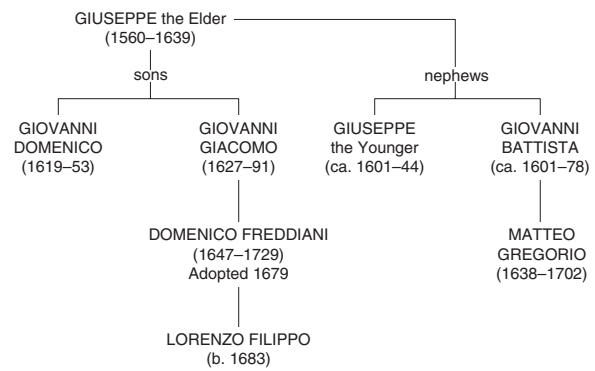 GIUSEPPE the Elder
(1560–1639)
sons
nephews
GIOVANNI
DOMENICO
(1619–53)
GIOVANNI
GIACOMO
(1627–91)
GIUSEPPE
the Younger
(ca. 1601–44)
GIOVANNI
BATTISTA
(ca. 1601–78)
DOMENICO FREDDIANI
(1647–1729)
Adopted 1679
MATTEO
GREGORIO
(1638–1702)
LORENZO FILIPPO
(b. 1683)